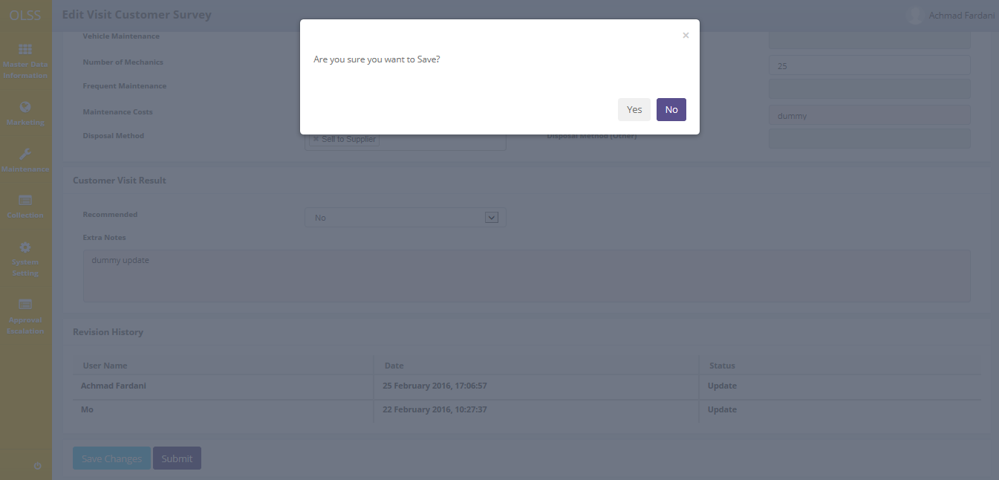 OLSS
Edit Visit Customer Survey
Achmad Fardani
Master Data
Information
Marketing
Maintenance
Collection
System
Setting
Approval
Escalation
×
Are you sure you want to Save?
Yes
No
Vehicle Maintenance
Number of Mechanics
25
Frequent Maintenance
Maintenance Costs
dummy
Disposal Method
× Sell to Supplier
Disposal Method (Other)
Customer Visit Result
Recommended
No
Extra Notes
dummy update
Revision History
User Name Date Status
Achmad Fardani 25 February 2016, 17:06:57 Update
Mo 22 February 2016, 10:27:37 Update
Save Changes Submit